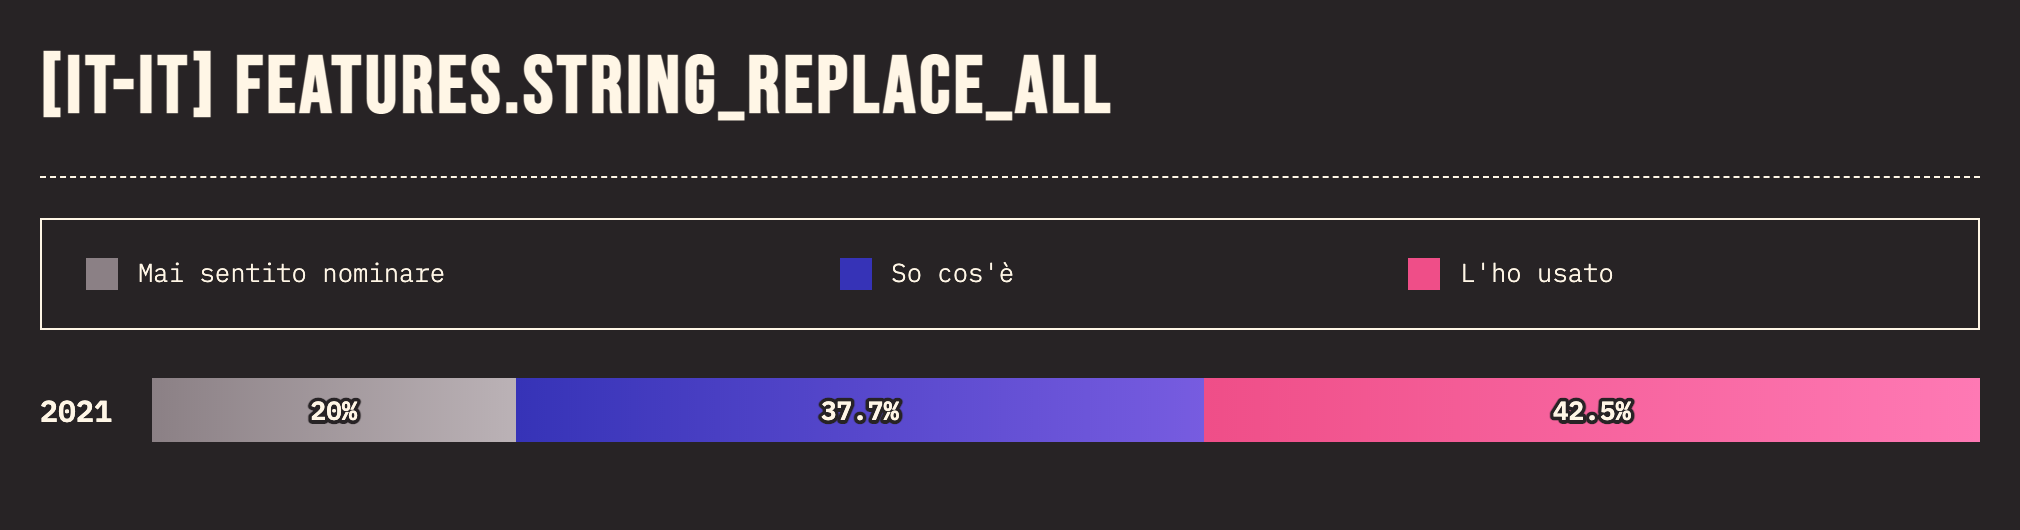 [IT-IT] FEATURES.STRING_REPLACE_ALL
Mai sentito nominare So cos'è L'ho usato
2021 20% 37.7% 42.5%